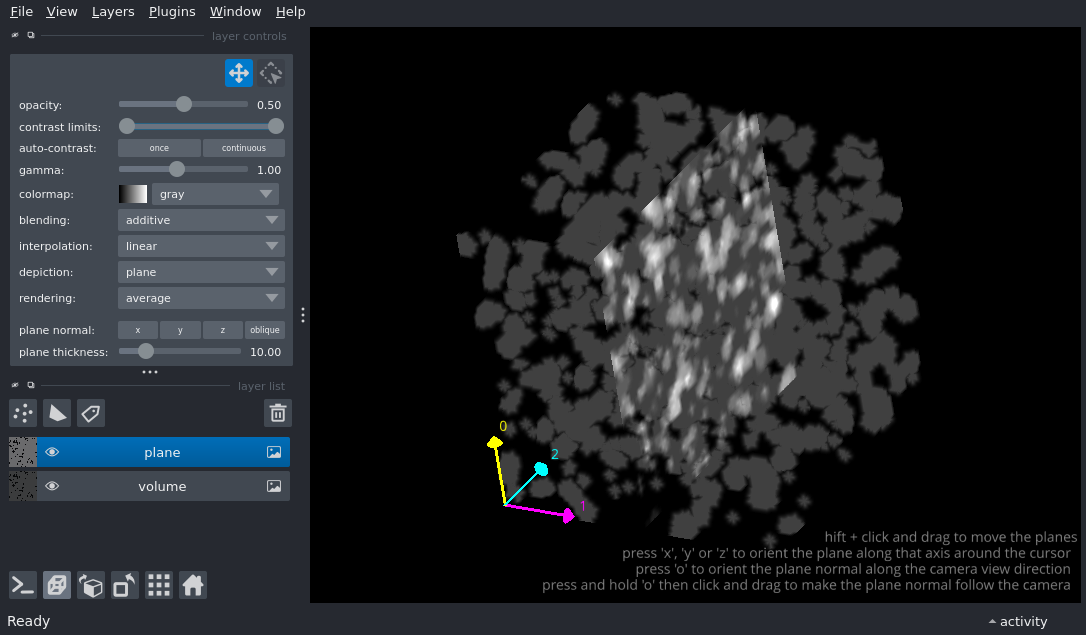 File View Layers Plugins Window Help
layer controls
opacity: 0.50
contrast limits:
auto-contrast: once continuous
gamma: 1.00
colormap: gray
blending: additive
interpolation: linear
depiction: plane
rendering: average
plane normal: x y z oblique
plane thickness: 10.00
layer list
plane
volume
0
2
1
hift + click and drag to move the planes
press 'x', 'y' or 'z' to orient the plane along that axis around the cursor
press 'o' to orient the plane normal along the camera view direction
press and hold 'o' then click and drag to make the plane normal follow the camera
Ready activity